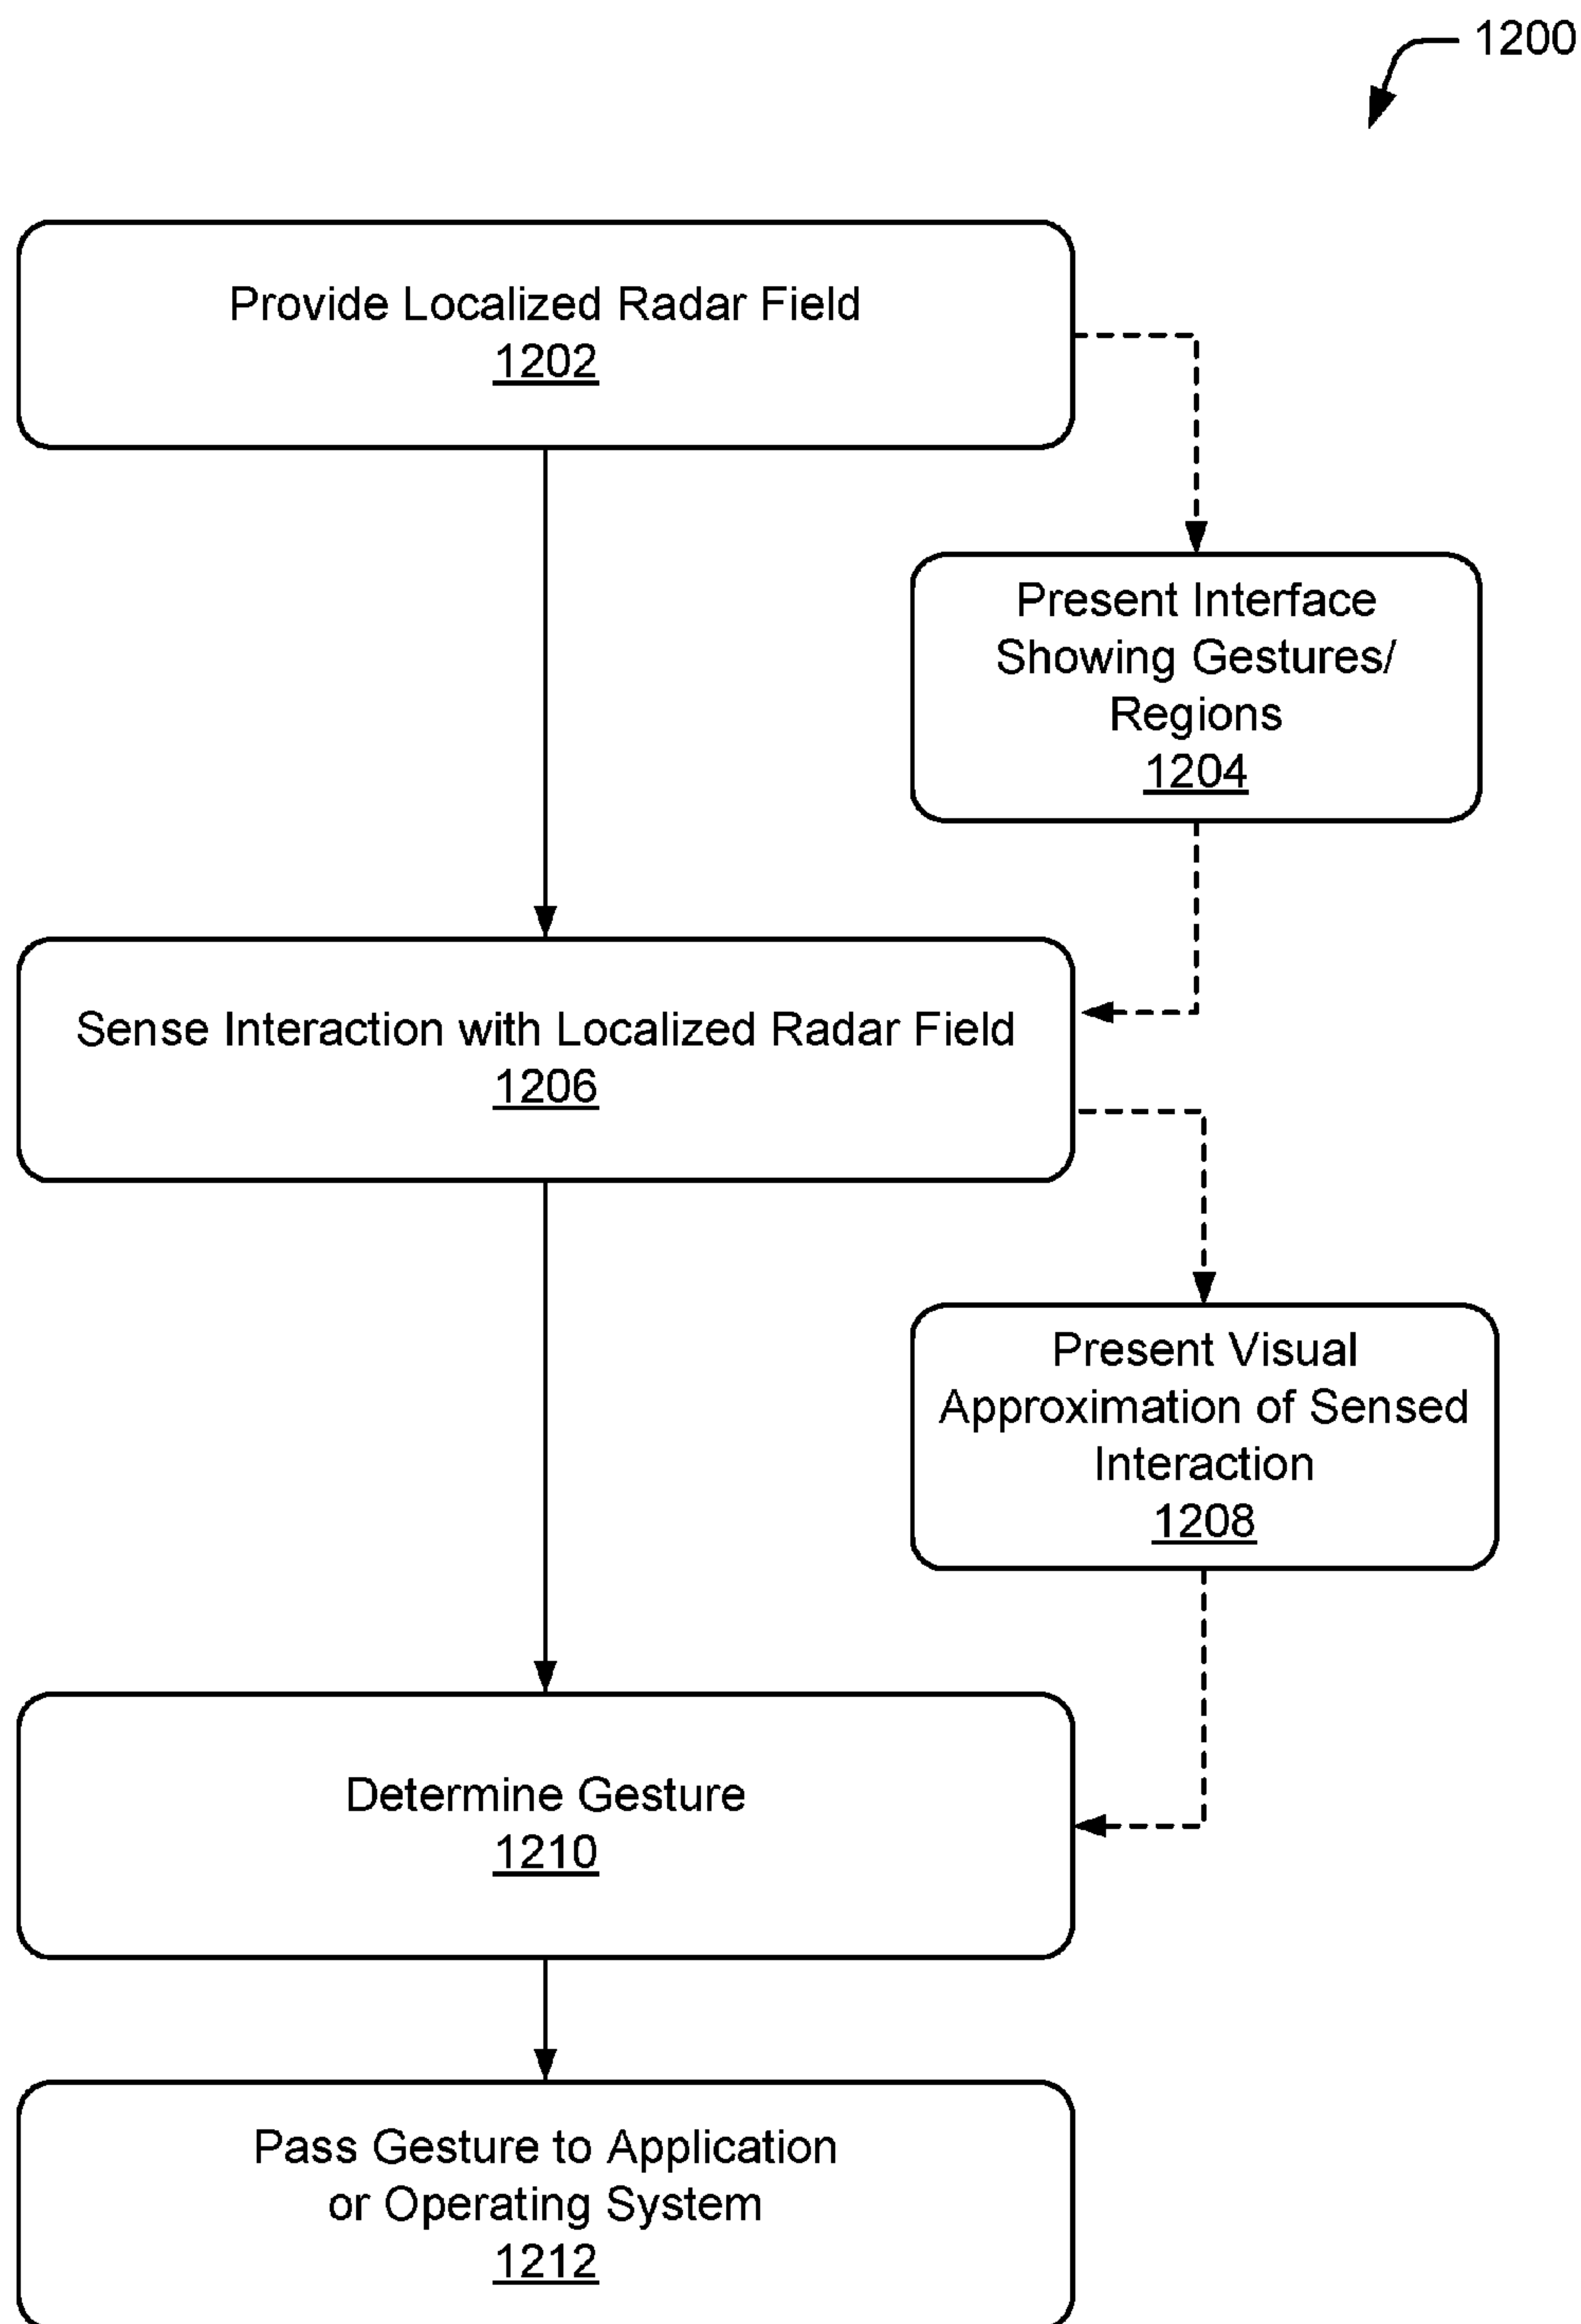 1200
Provide Localized Radar Field
1202
Present Interface
Showing Gestures/
Regions
1204
Sense Interaction with Localized Radar Field
1206
Present Visual
Approximation of Sensed
Interaction
1208
Determine Gesture
1210
Pass Gesture to Application
or Operating System
1212